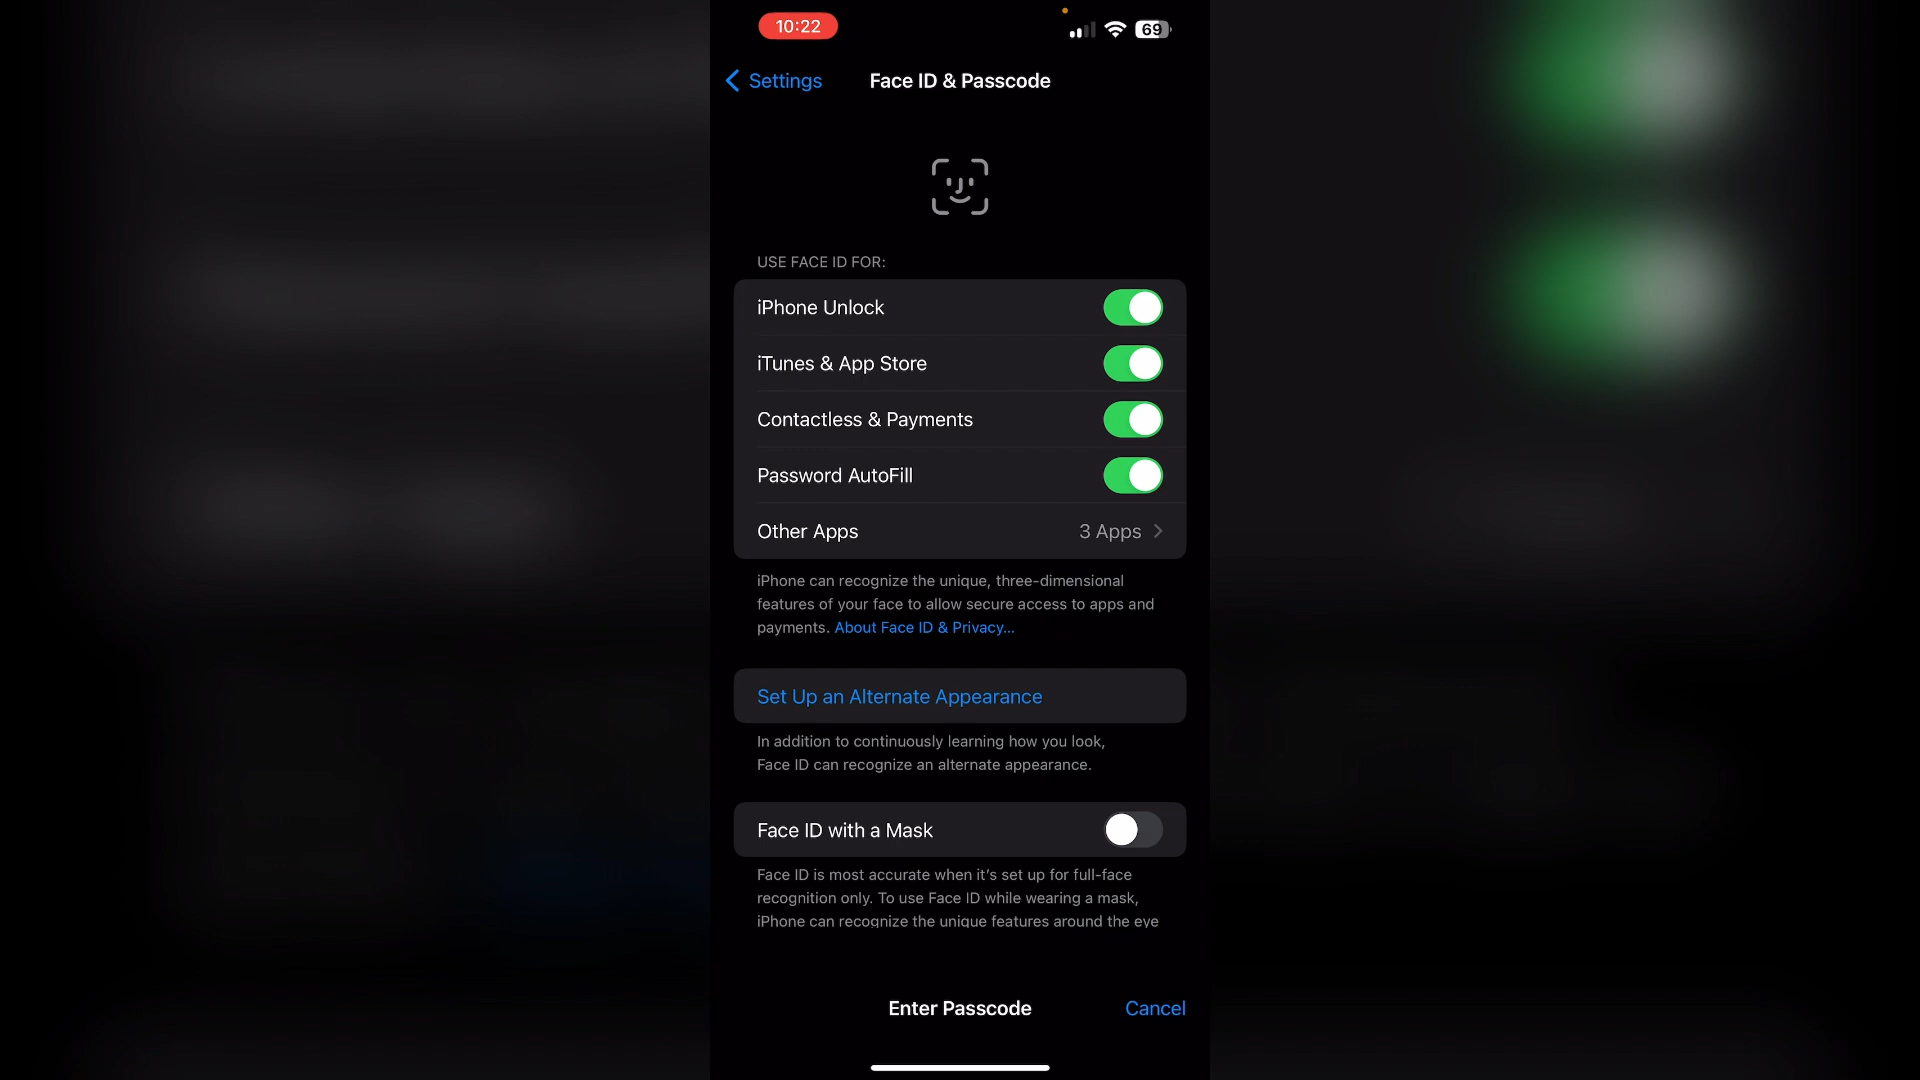 10:22
69
Settings
Face ID & Passcode
USE FACE ID FOR:
iPhone Unlock
iTunes & App Store
Contactless & Payments
Password AutoFill
Other Apps
3 Apps
iPhone can recognize the unique, three-dimensional
features of your face to allow secure access to apps and
payments. About Face ID & Privacy...
Set Up an Alternate Appearance
In addition to continuously learning how you look,
Face ID can recognize an alternate appearance.
Face ID with a Mask
Face ID is most accurate when it's set up for full-face
recognition only. To use Face ID while wearing a mask,
iPhone can recognize the unique features around the eye
Enter Passcode
Cancel